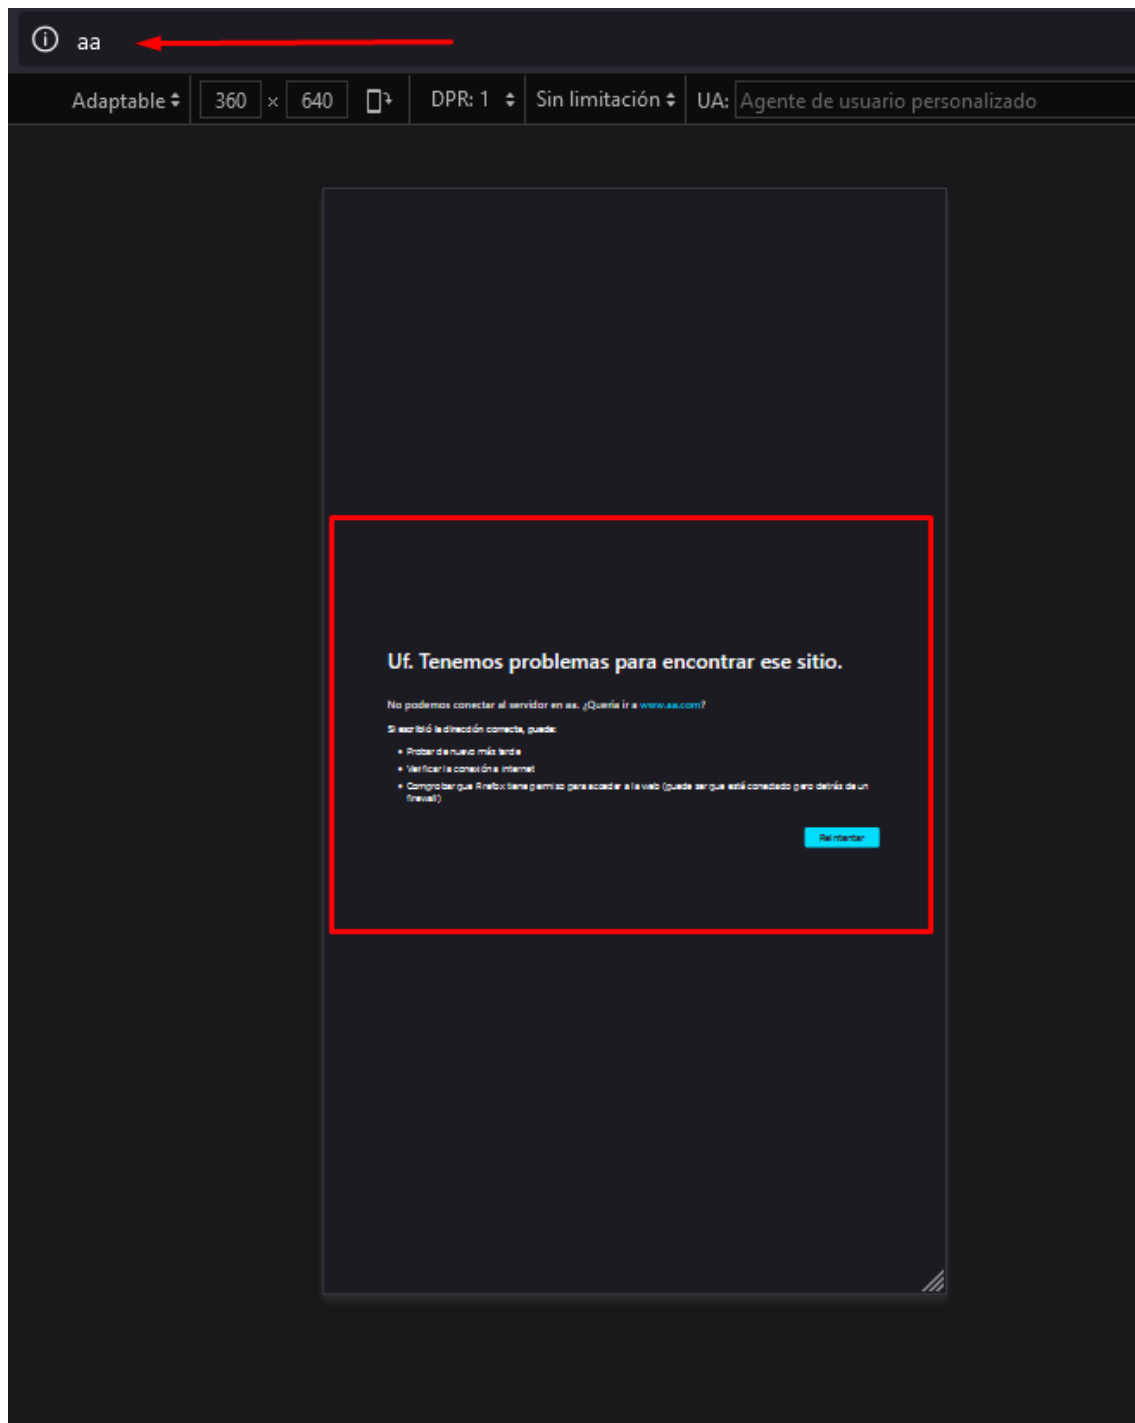 aa
Adaptable 360 × 640 DPR: 1 Sin limitación UA: Agente de usuario personalizado
Uf. Tenemos problemas para encontrar ese sitio.
No podemos conectar al servidor en aa. ¿Quería ir a www.aa.com?
Si escribió la dirección correcta, puede:
• Probar de nuevo más tarde
• Verificar la conexión a internet
• Comprobar que Firefox tiene permiso para acceder a la web (puede ser que esté conectado pero detrás de un
firewall)
Reintentar